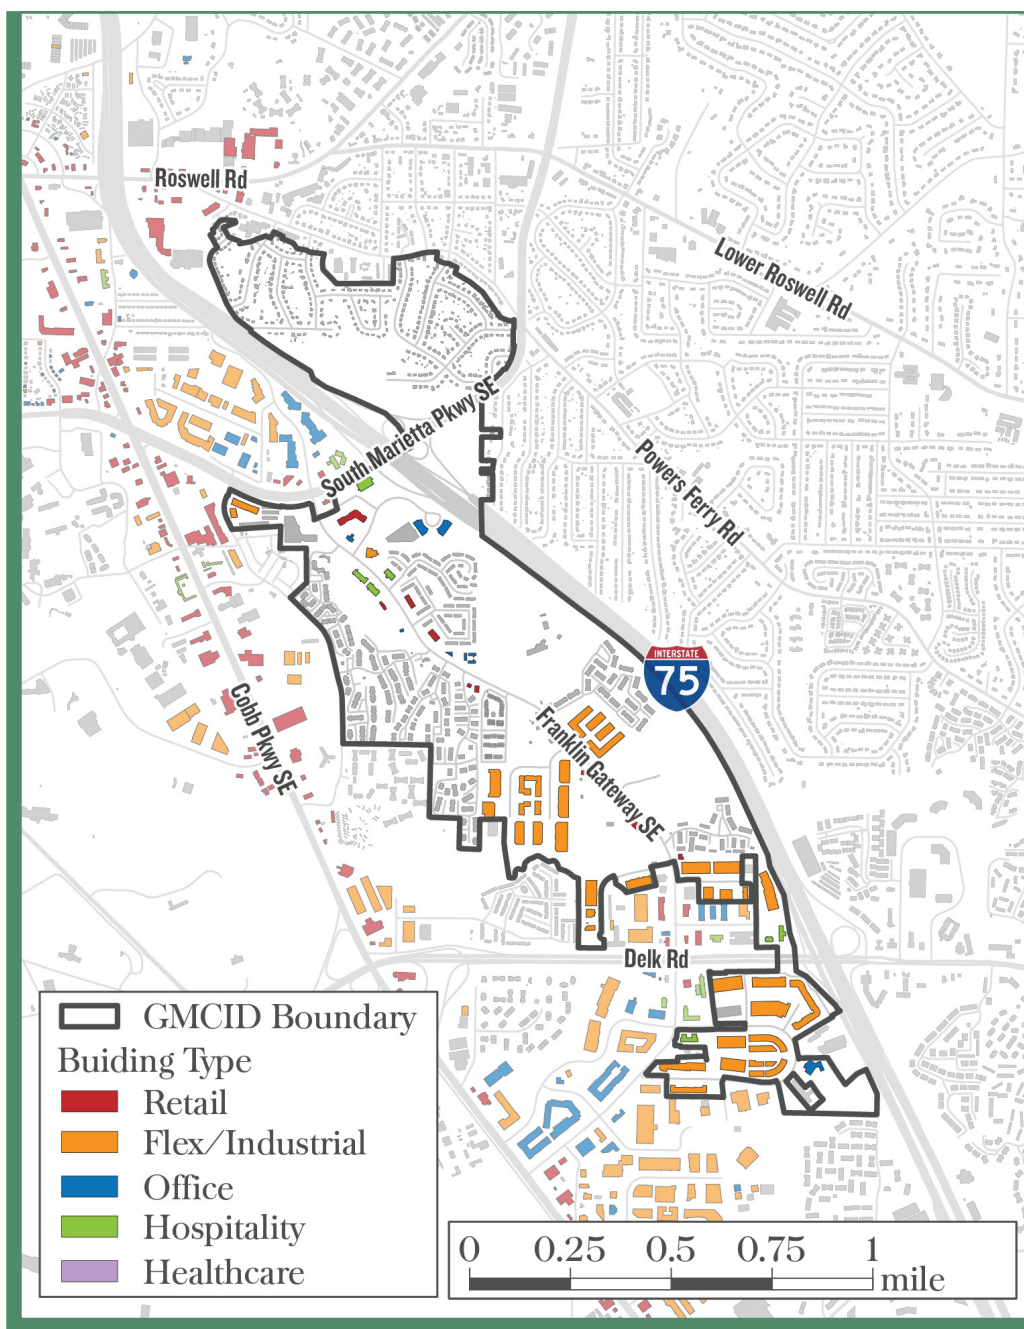 Roswell Rd
Lower Roswell Rd
South Marietta Pkwy SE
Powers Ferry Rd
INTERSTATE
75
Cobb Pkwy SE
Franklin Gateway SE
Delk Rd
GMCID Boundary
Buiding Type
Retail
Flex/Industrial
Office
Hospitality
Healthcare
0 0.25 0.5 0.75 1
mile